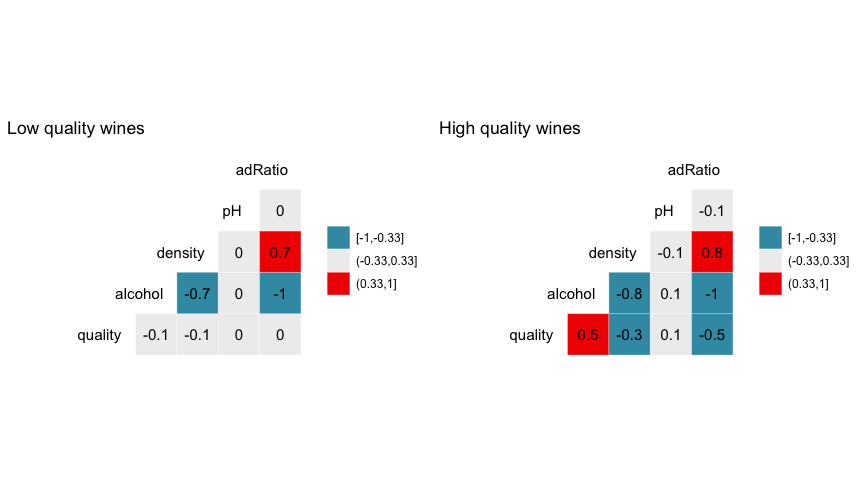 Low quality wines
adRatio
pH 0
density 0 0.7
alcohol -0.7 0 -1
quality -0.1 -0.1 0 0
[-1,-0.33]
(-0.33,0.33]
(0.33,1]
High quality wines
adRatio
pH -0.1
density -0.1 0.8
alcohol -0.8 0.1 -1
quality 0.5 -0.3 0.1 -0.5
[-1,-0.33]
(-0.33,0.33]
(0.33,1]